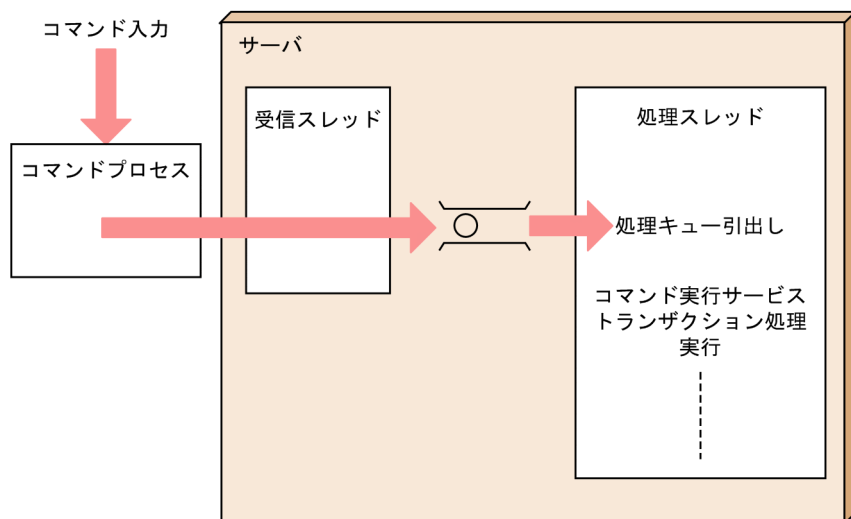 コマンド入力
サーバ
受信スレッド
処理スレッド
コマンドプロセス
処理キュー引出し
コマンド実行サービス
トランザクション処理
実行